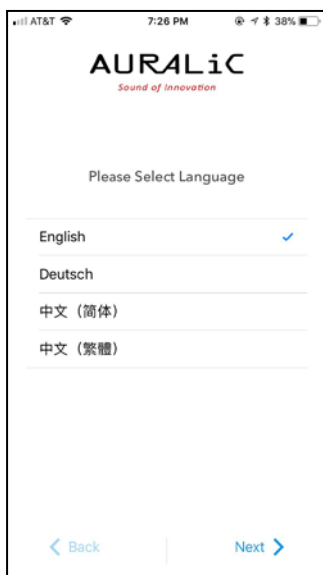 AT&T 7:26 PM 38%
AURALiC
Sound of Innovation
Please Select Language
English
Deutsch
中文（简体）
中文（繁體）
Back Next